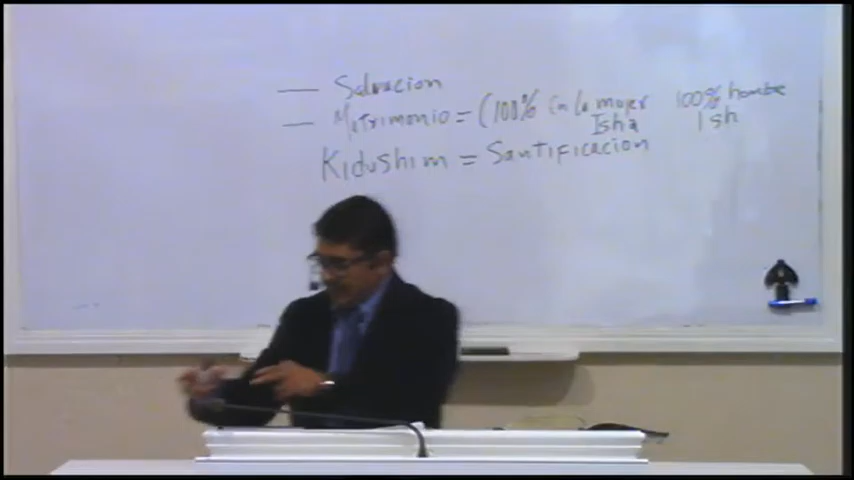 — Salvacion
— Matrimonio = (100% en la mujer 100% hombre
Isha Ish
Kidushim = Santificacion